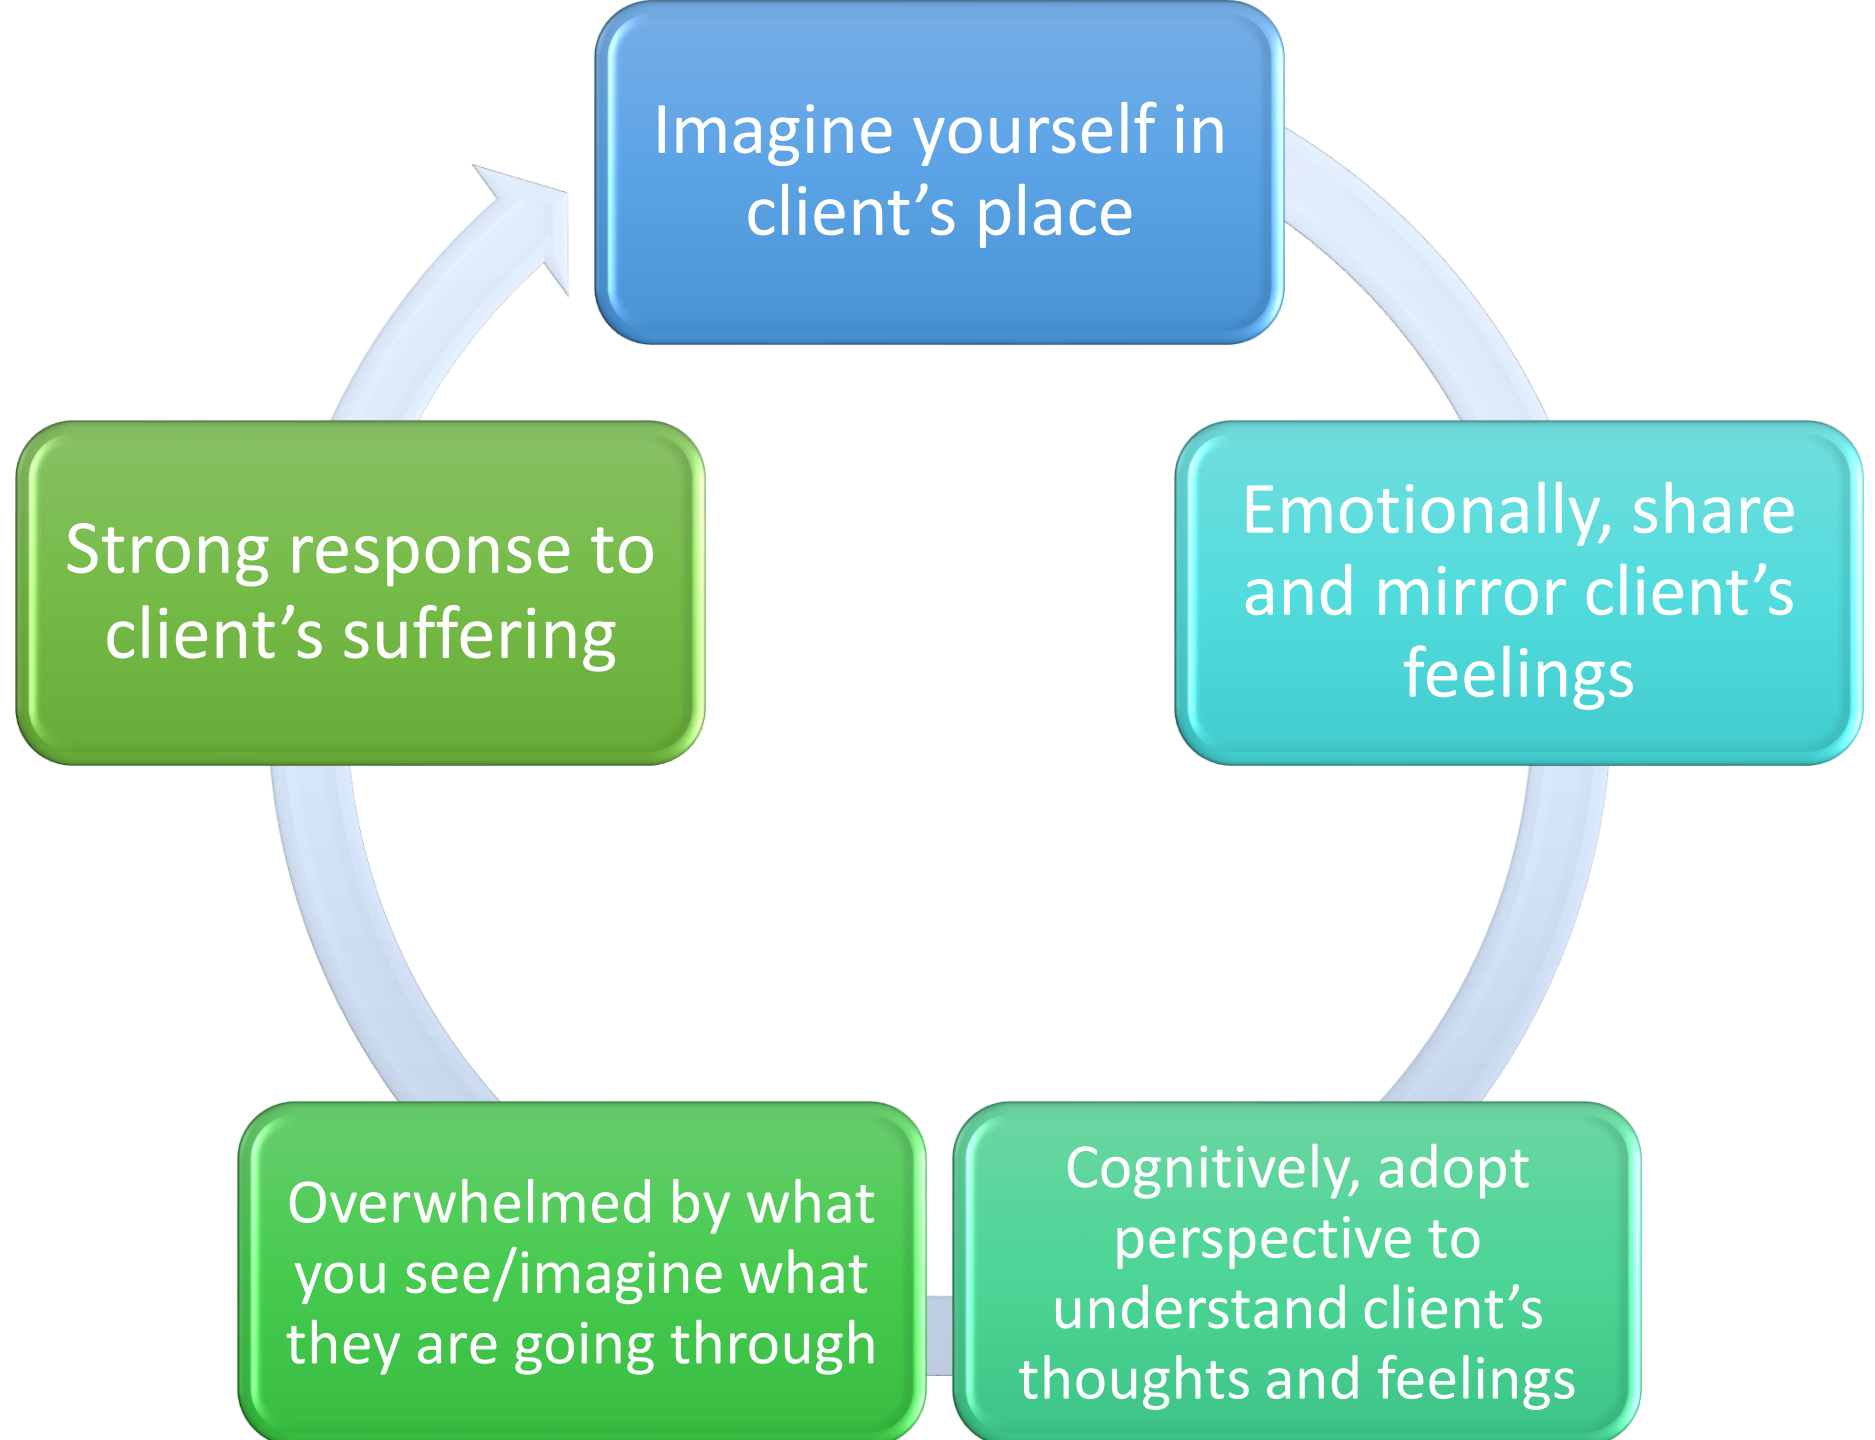 Imagine yourself in
client’s place
Emotionally, share
and mirror client’s
feelings
Cognitively, adopt
perspective to
understand client’s
thoughts and feelings
Overwhelmed by what
you see/imagine what
they are going through
Strong response to
client’s suffering